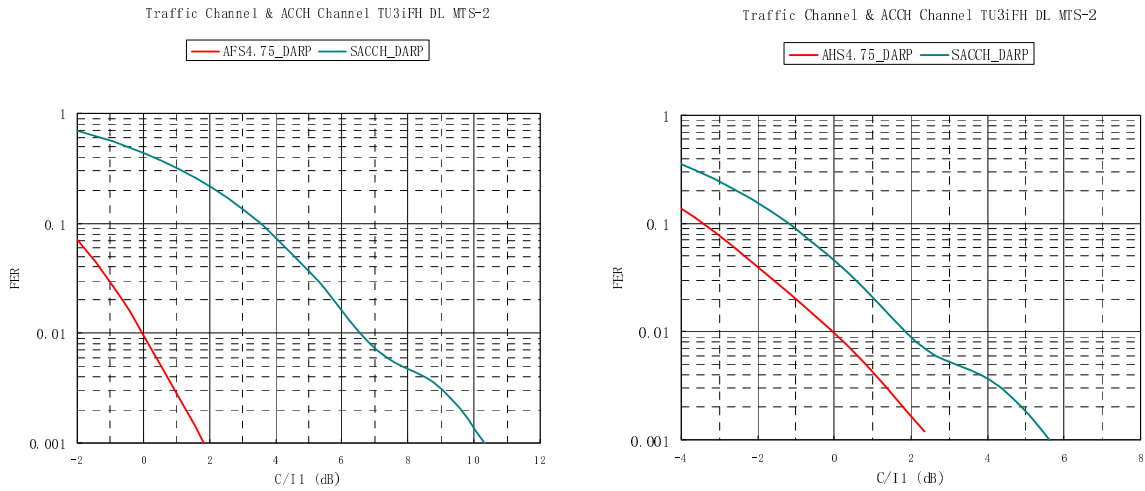 Traffic Channel & ACCH Channel TU3iFH DL MTS-2
AFS4.75_DARP SACCH_DARP
1
0.1
0.01
0.001
FER
-2 0 2 4 6 8 10 12
C/I1 (dB)
Traffic Channel & ACCH Channel TU3iFH DL MTS-2
AHS4.75_DARP SACCH_DARP
1
0.1
0.01
0.001
FER
-4 -2 0 2 4 6 8
C/I1 (dB)